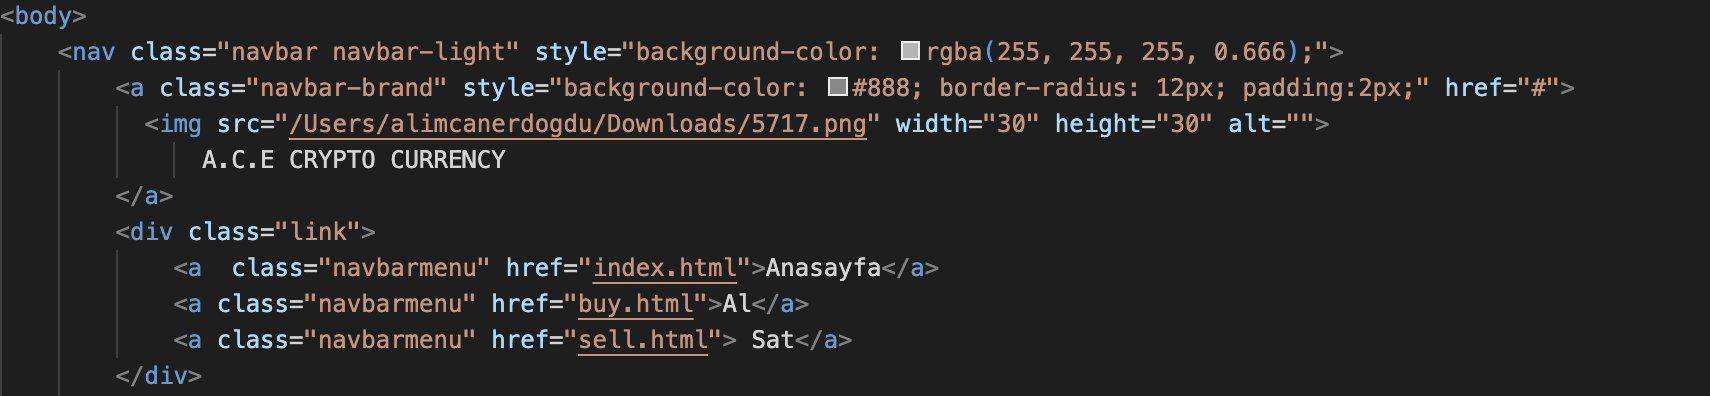 <body>
<nav class="navbar navbar-light" style="background-color: rgba(255, 255, 255, 0.666);">
<a class="navbar-brand" style="background-color: #888; border-radius: 12px; padding:2px;" href="#">
<img src="/Users/alimcanerdogdu/Downloads/5717.png" width="30" height="30" alt="">
A.C.E CRYPTO CURRENCY
</a>
<div class="link">
<a  class="navbarmenu" href="index.html">Anasayfa</a>
<a class="navbarmenu" href="buy.html">Al</a>
<a class="navbarmenu" href="sell.html"> Sat</a>
</div>